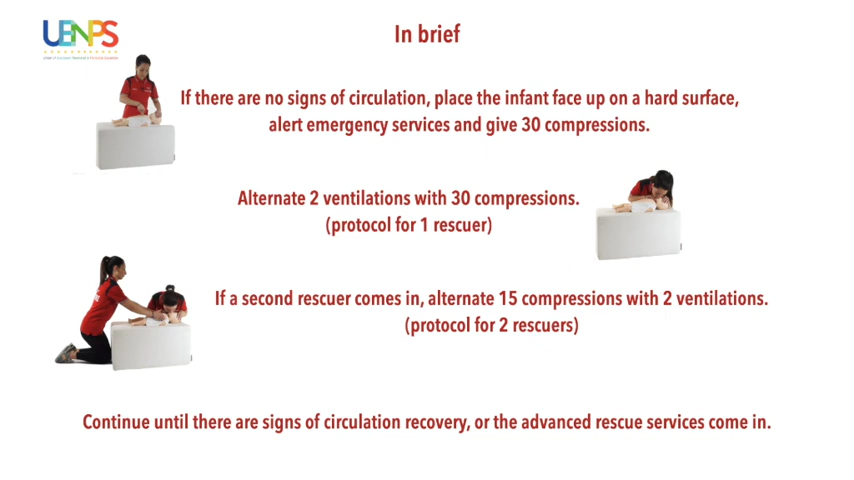 UENPS
In brief
If there are no signs of circulation, place the infant face up on a hard surface,
alert emergency services and give 30 compressions.
Alternate 2 ventilations with 30 compressions.
(protocol for 1 rescuer)
If a second rescuer comes in, alternate 15 compressions with 2 ventilations.
(protocol for 2 rescuers)
Continue until there are signs of circulation recovery, or the advanced rescue services come in.